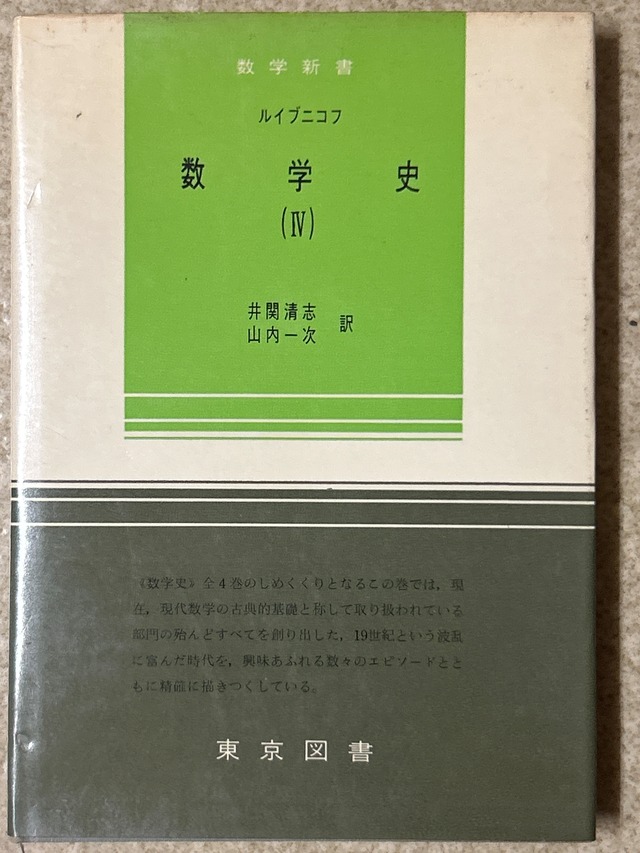 数学新書
ルイブニコフ
数学史
(Ⅳ)
井関清志
山内一次 訳
《数学史》全4巻のしめくくりとなるこの巻では，現
在，現代数学の古典的基礎と称して取り扱われている
部門の殆んどすべてを創り出した，19世紀という波乱
に富んだ時代を，興味あふれる数々のエピソードとと
もに精確に描きつくしている。
東京図書